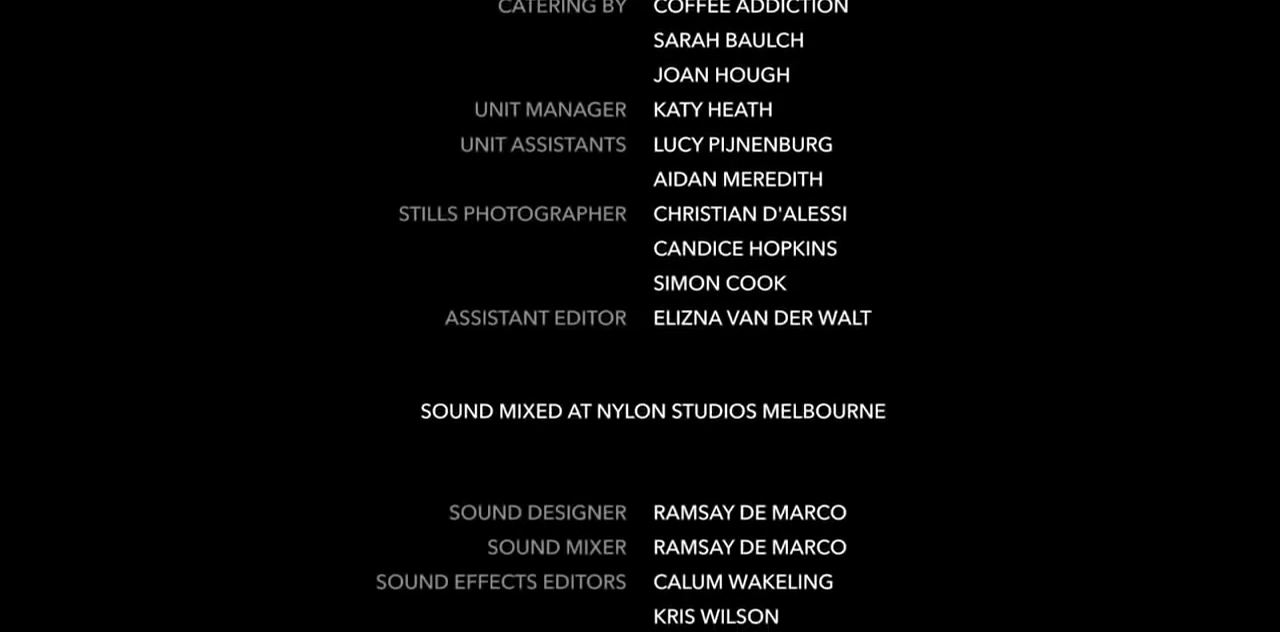 CATERING BY COFFEE ADDICTION
SARAH BAULCH
JOAN HOUGH
UNIT MANAGER KATY HEATH
UNIT ASSISTANTS LUCY PIJNENBURG
AIDAN MEREDITH
STILLS PHOTOGRAPHER CHRISTIAN D'ALESSI
CANDICE HOPKINS
SIMON COOK
ASSISTANT EDITOR ELIZNA VAN DER WALT
SOUND MIXED AT NYLON STUDIOS MELBOURNE
SOUND DESIGNER RAMSAY DE MARCO
SOUND MIXER RAMSAY DE MARCO
SOUND EFFECTS EDITORS CALUM WAKELING
KRIS WILSON